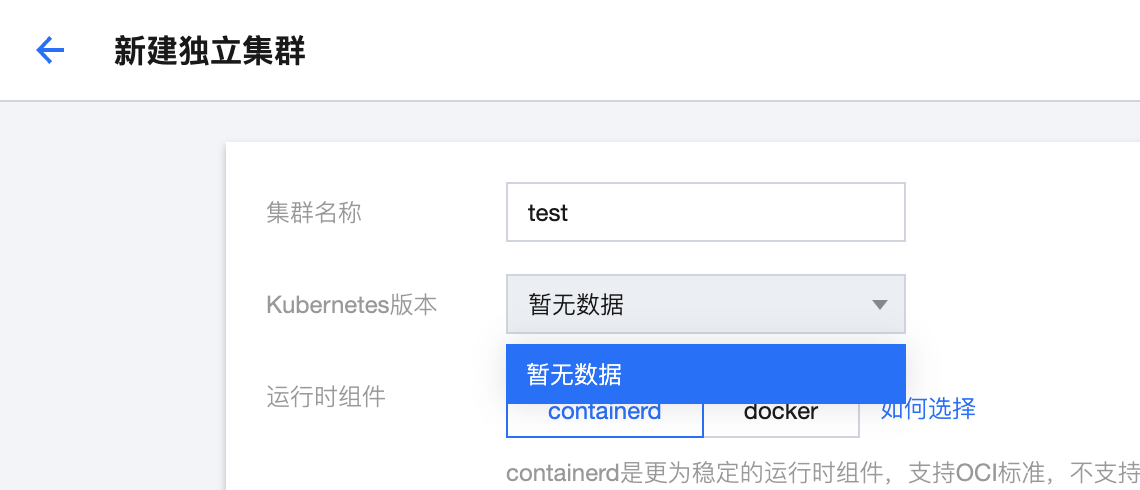 新建独立集群
集群名称 test
Kubernetes版本 暂无数据
暂无数据
运行时组件 containerd docker 如何选择
containerd是更为稳定的运行时组件，支持OCI标准，不支持